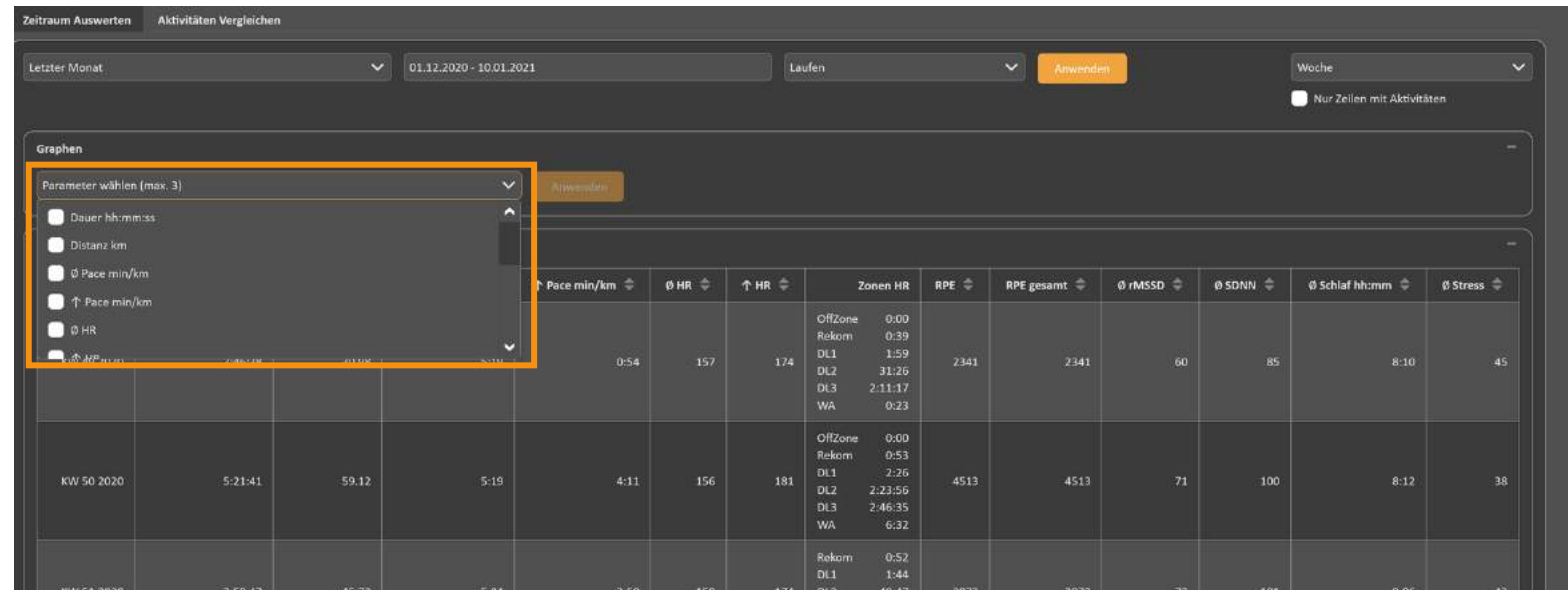 Zeitraum Auswerten Aktivitäten Vergleichen
Letzter Monat 01.12.2020 - 10.01.2021 Laufen Anwenden Woche
Nur Zeilen mit Aktivitäten
Graphen
Parameter wählen (max. 3) Anwenden
Dauer hh:mm:ss
Distanz km
Ø Pace min/km
↑ Pace min/km
Ø HR
↑ HR
↑ Pace min/km Ø HR ↑ HR Zonen HR RPE RPE gesamt Ø rMSSD Ø SDNN Ø Schlaf hh:mm Ø Stress
0:54 157 174 2341 2341 60 85 8:10 45
OffZone 0:00
Rekom 0:39
DL1 1:59
DL2 31:26
DL3 2:11:17
WA 0:23
KW 50 2020 5:21:41 59.12 5:19 4:11 156 181 4513 4513 71 100 8:12 38
OffZone 0:00
Rekom 0:53
DL1 2:26
DL2 2:23:56
DL3 2:46:35
WA 6:32
Rekom 0:52
DL1 1:44